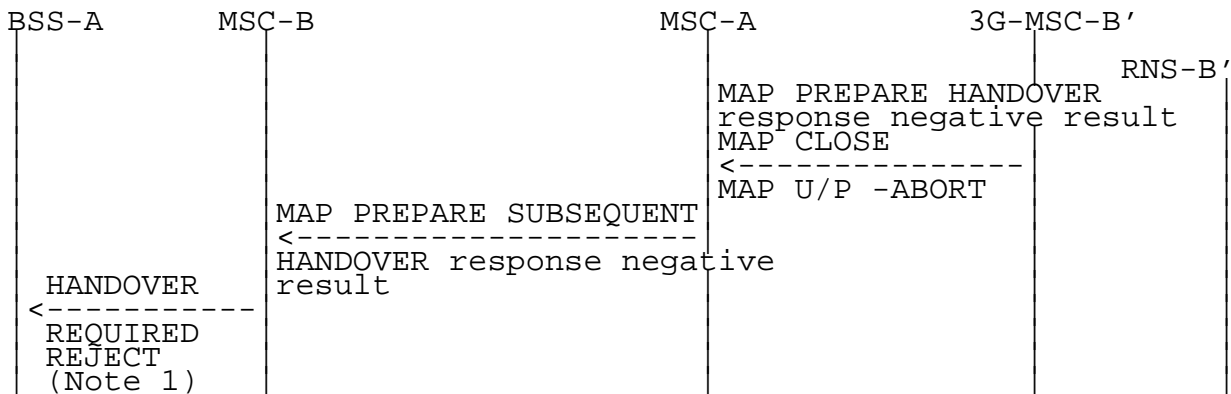 BSS-A MSC-B MSC-A 3G-MSC-B'
RNS-B'
MAP PREPARE HANDOVER
response negative result
MAP CLOSE
<----------------
MAP U/P -ABORT
MAP PREPARE SUBSEQUENT
<----------------------
HANDOVER response negative
result
HANDOVER
<-----------
REQUIRED
REJECT
(Note 1)